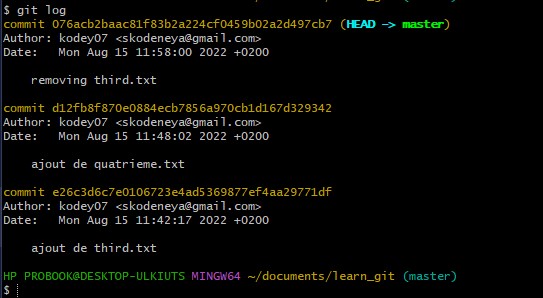 $ git log
commit 076acb2baac81f83b2a224cf0459b02a2d497cb7 (HEAD -> master)
Author: kodey07 <skodeneya@gmail.com>
Date:   Mon Aug 15 11:58:00 2022 +0200
    removing third.txt
commit d12fb8f870e0884ecb7856a970cb1d167d329342
Author: kodey07 <skodeneya@gmail.com>
Date:   Mon Aug 15 11:48:02 2022 +0200
    ajout de quatrieme.txt
commit e26c3d6c7e0106723e4ad5369877ef4aa29771df
Author: kodey07 <skodeneya@gmail.com>
Date:   Mon Aug 15 11:42:17 2022 +0200
    ajout de third.txt
HP PROBOOK@DESKTOP-ULKIUTS MINGW64 ~/documents/learn_git (master)
$